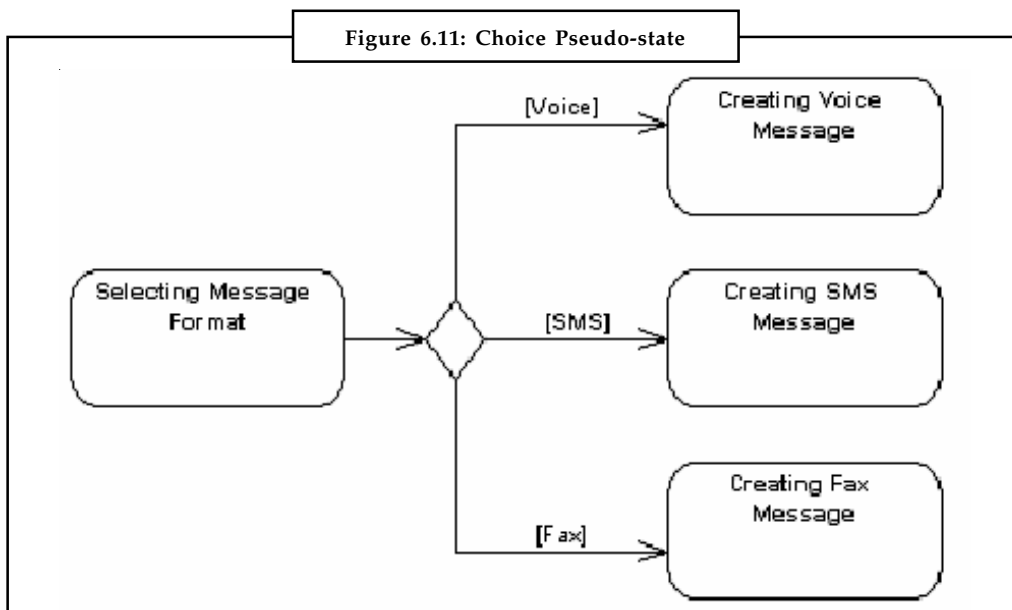 Figure 6.11: Choice Pseudo-state
[Voice]
Creating Voice
Message
Selecting Message
Format
[SMS]
Creating SMS
Message
[Fax]
Creating Fax
Message